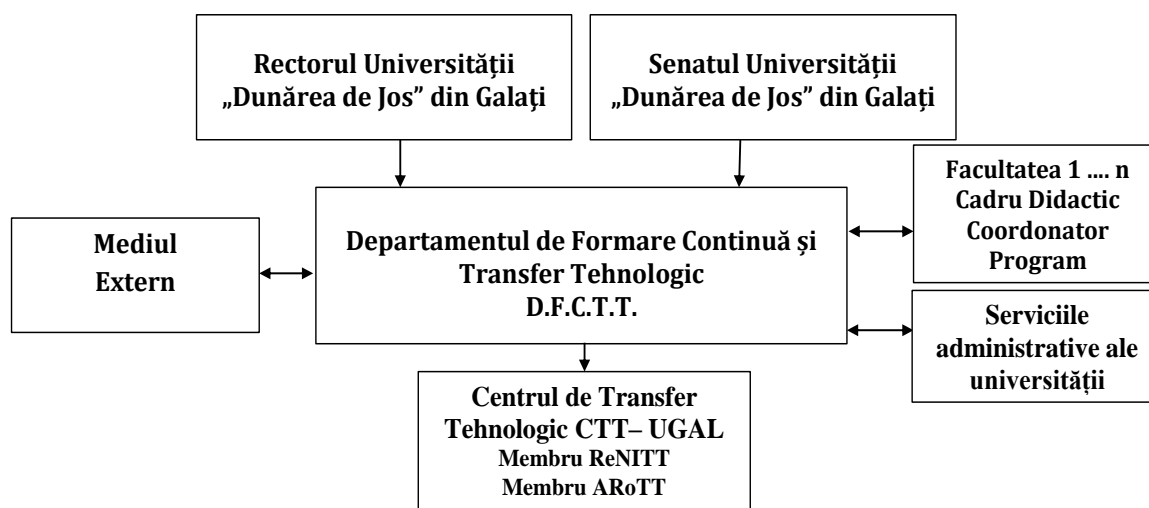 Rectorul Universității
„Dunărea de Jos” din Galați
Senatul Universității
„Dunărea de Jos” din Galați
Facultatea 1 .... n
Cadru Didactic
Coordonator
Program
Mediul
Extern
Departamentul de Formare Continuă și
Transfer Tehnologic
D.F.C.T.T.
Serviciile
administrative ale
universității
Centrul de Transfer
Tehnologic CTT– UGAL
Membru ReNITT
Membru ARoTT